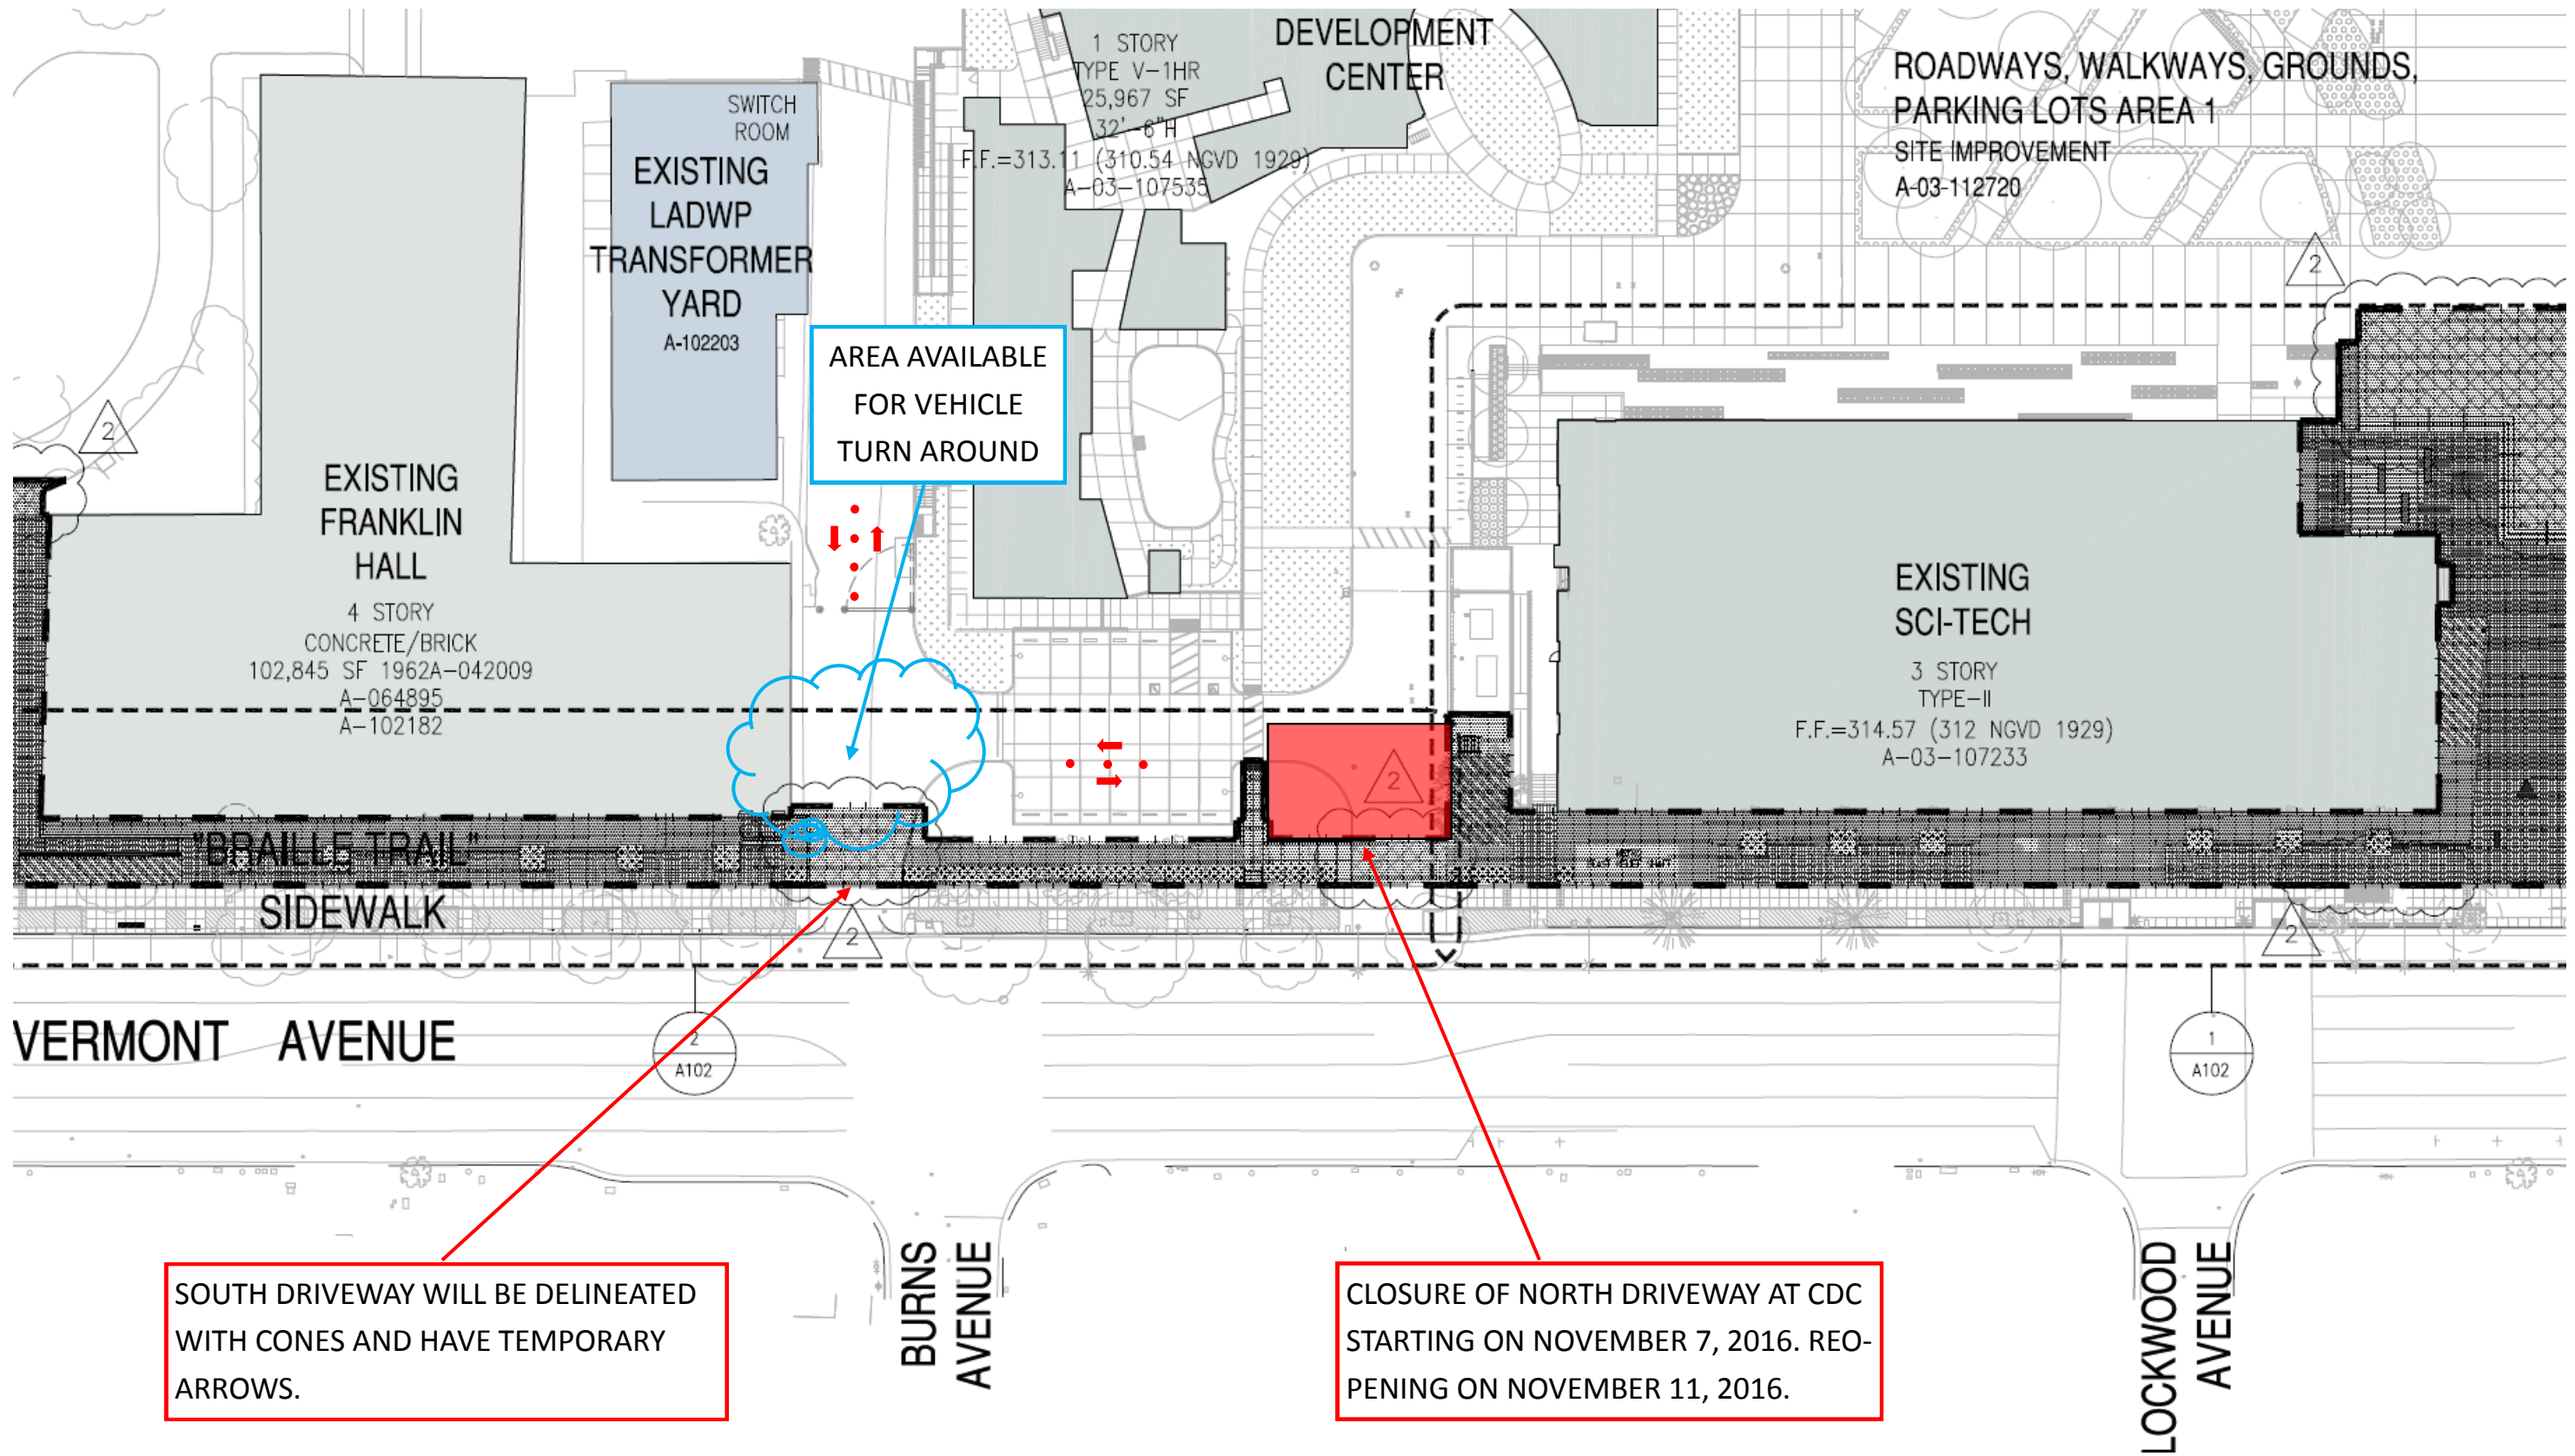 1 STORY
TYPE V-1HR
25,967 SF
32'-6"H
F.F.=313.11 (310.54 NGVD 1929)
A-03-107535
DEVELOPMENT
CENTER
ROADWAYS, WALKWAYS, GROUNDS,
PARKING LOTS AREA 1
SITE IMPROVEMENT
A-03-112720
SWITCH
ROOM
EXISTING
LADWP
TRANSFORMER
YARD
A-102203
2
AREA AVAILABLE
FOR VEHICLE
TURN AROUND
2
EXISTING
FRANKLIN
HALL
4 STORY
CONCRETE/BRICK
102,845 SF 1962A-042009
A-064895
A-102182
EXISTING
SCI-TECH
3 STORY
TYPE-II
F.F.=314.57 (312 NGVD 1929)
A-03-107233
2
"BRAILLE TRAIL"
SIDEWALK
2
2
VERMONT AVENUE
2
A102
1
A102
BURNS
AVENUE
LOCKWOOD
AVENUE
SOUTH DRIVEWAY WILL BE DELINEATED
WITH CONES AND HAVE TEMPORARY
ARROWS.
CLOSURE OF NORTH DRIVEWAY AT CDC
STARTING ON NOVEMBER 7, 2016. REO-
PENING ON NOVEMBER 11, 2016.